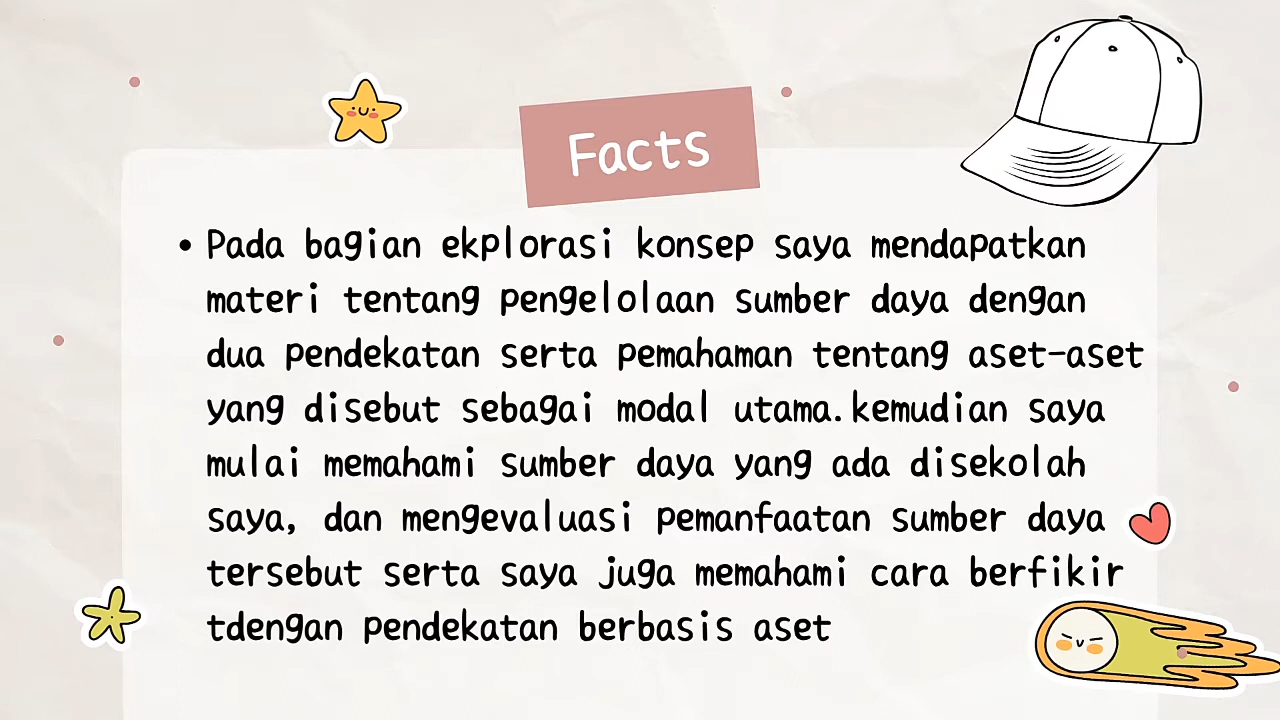 Facts
• Pada bagian ekplorasi konsep saya mendapatkan
materi tentang pengelolaan sumber daya dengan
dua pendekatan serta pemahaman tentang aset-aset
yang disebut sebagai modal utama.kemudian saya
mulai memahami sumber daya yang ada disekolah
saya, dan mengevaluasi pemanfaatan sumber daya
tersebut serta saya juga memahami cara berfikir
tdengan pendekatan berbasis aset